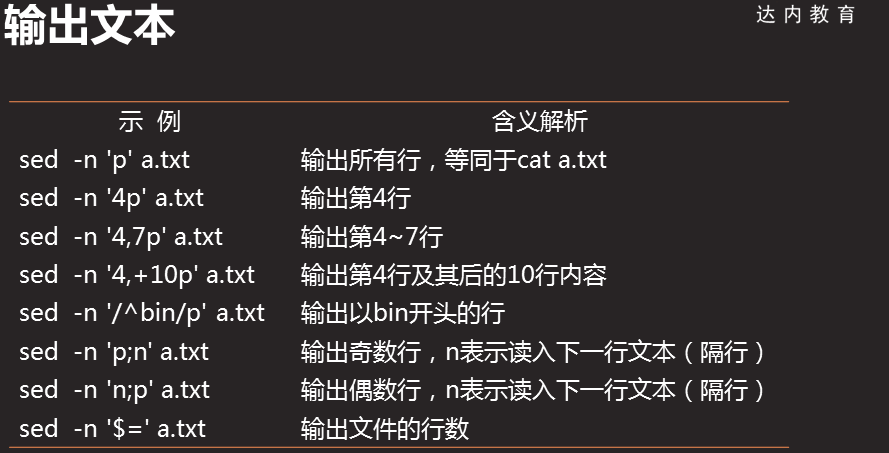 输出文本
达内教育
示 例 含义解析
sed -n 'p' a.txt 输出所有行，等同于cat a.txt
sed -n '4p' a.txt 输出第4行
sed -n '4,7p' a.txt 输出第4~7行
sed -n '4,+10p' a.txt 输出第4行及其后的10行内容
sed -n '/^bin/p' a.txt 输出以bin开头的行
sed -n 'p;n' a.txt 输出奇数行，n表示读入下一行文本（隔行）
sed -n 'n;p' a.txt 输出偶数行，n表示读入下一行文本（隔行）
sed -n '$=' a.txt 输出文件的行数